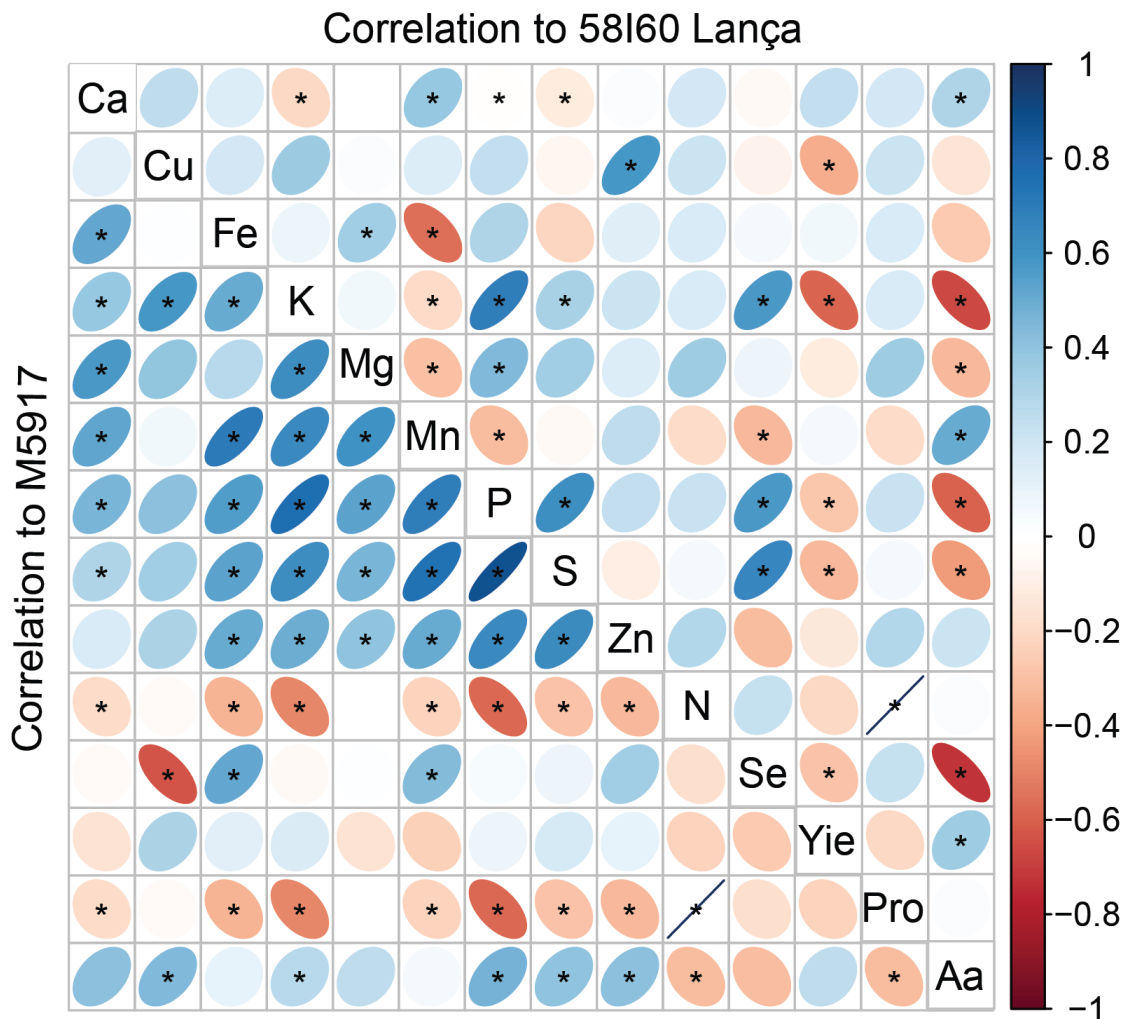 Correlation to 58I60 Lança
Correlation to M5917
Ca
* * * * *
Cu
* *
* Fe
* *
* * * K
* * * * * *
* * Mg
* * *
* * * * Mn
* * *
* * * * * P
* * * *
* * * * * * S
* * *
* * * * * * Zn
* * * * * * * N
*
* * * Se
* *
Yie
*
* * * * * * * * Pro
* * * * * * * Aa
1
0.8
0.6
0.4
0.2
0
−0.2
−0.4
−0.6
−0.8
−1